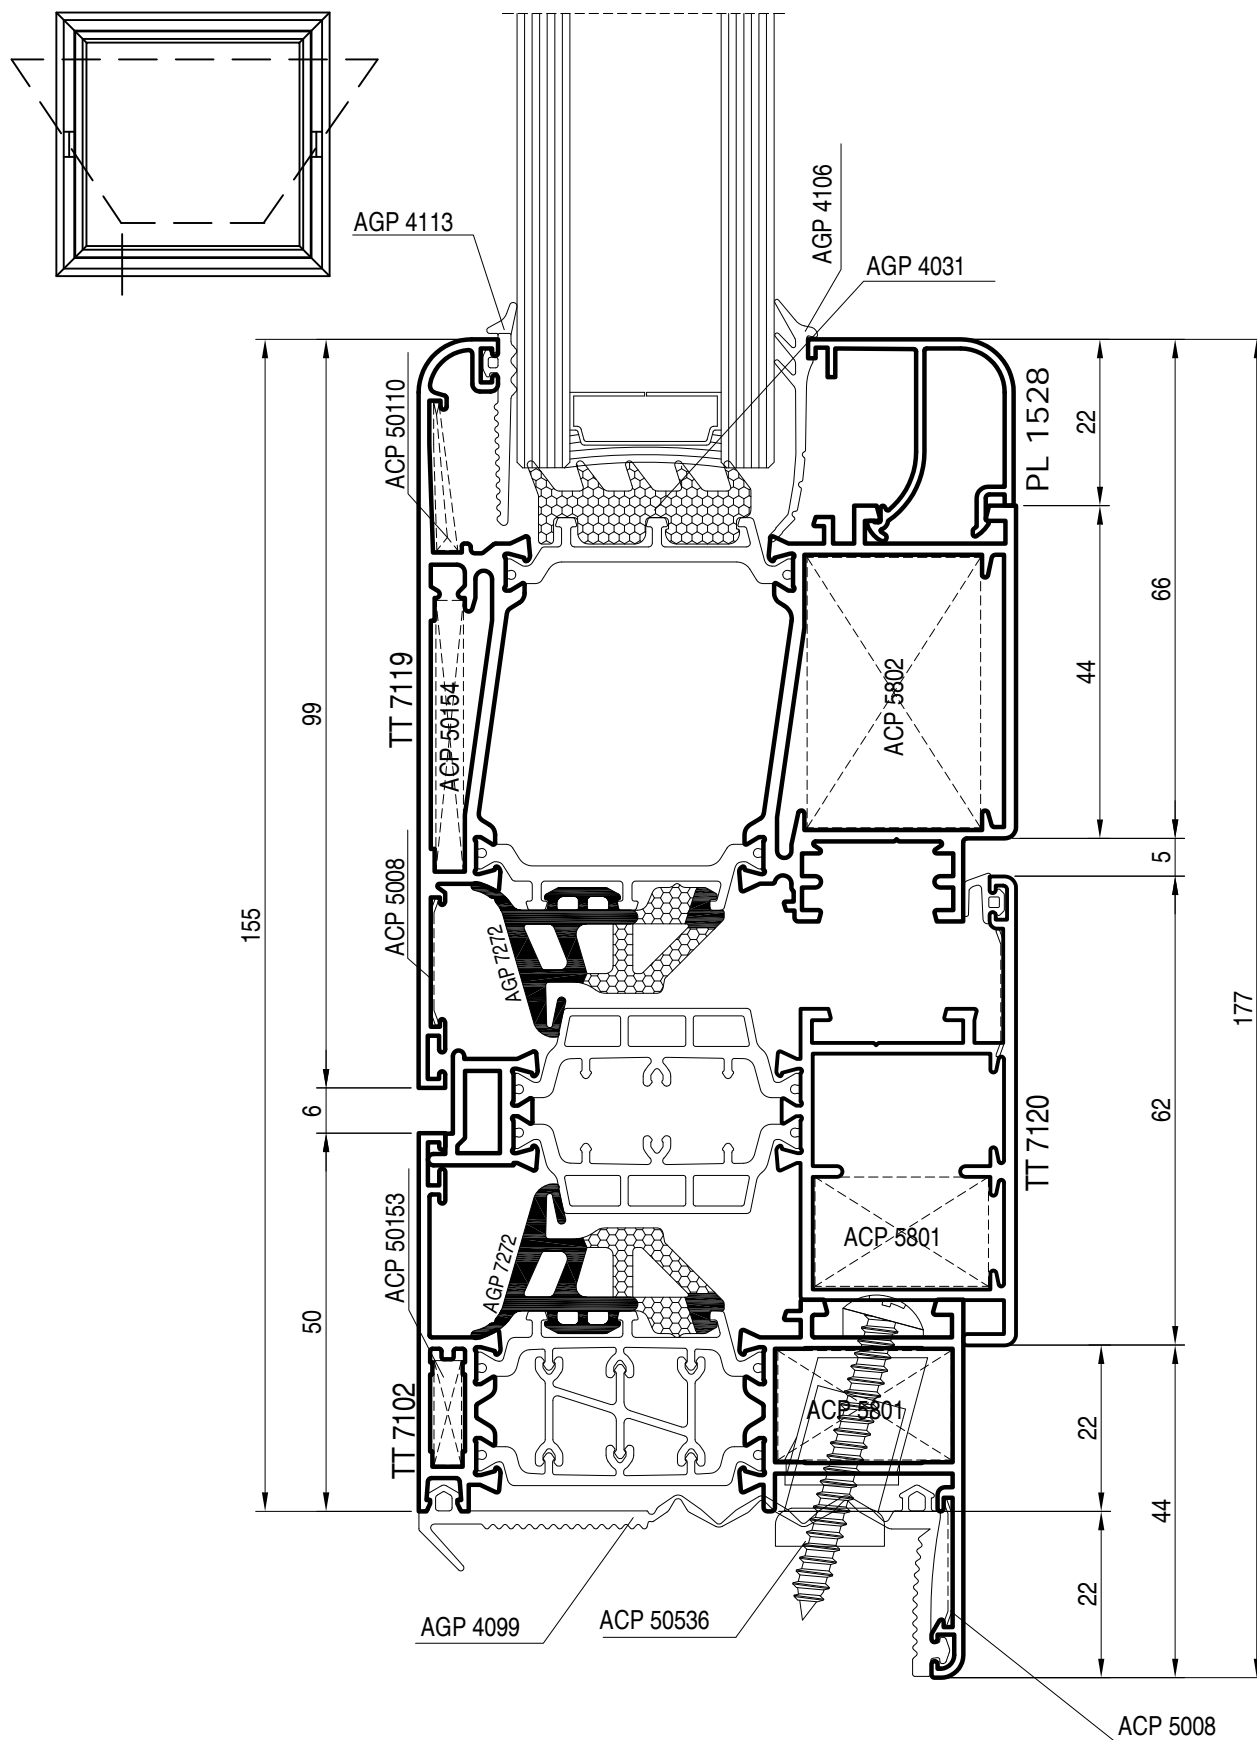 AGP 4113
AGP 4106
AGP 4031
ACP 50110
PL 1528
22
66
44
TT 7119
ACP 50154
ACP 5802
99
5
ACP 5008
155
AGP 7272
177
6
62
TT 7120
ACP 50153
ACP 5801
AGP 7272
50
TT 7102
ACP 5801
22
44
22
AGP 4099
ACP 50536
ACP 5008